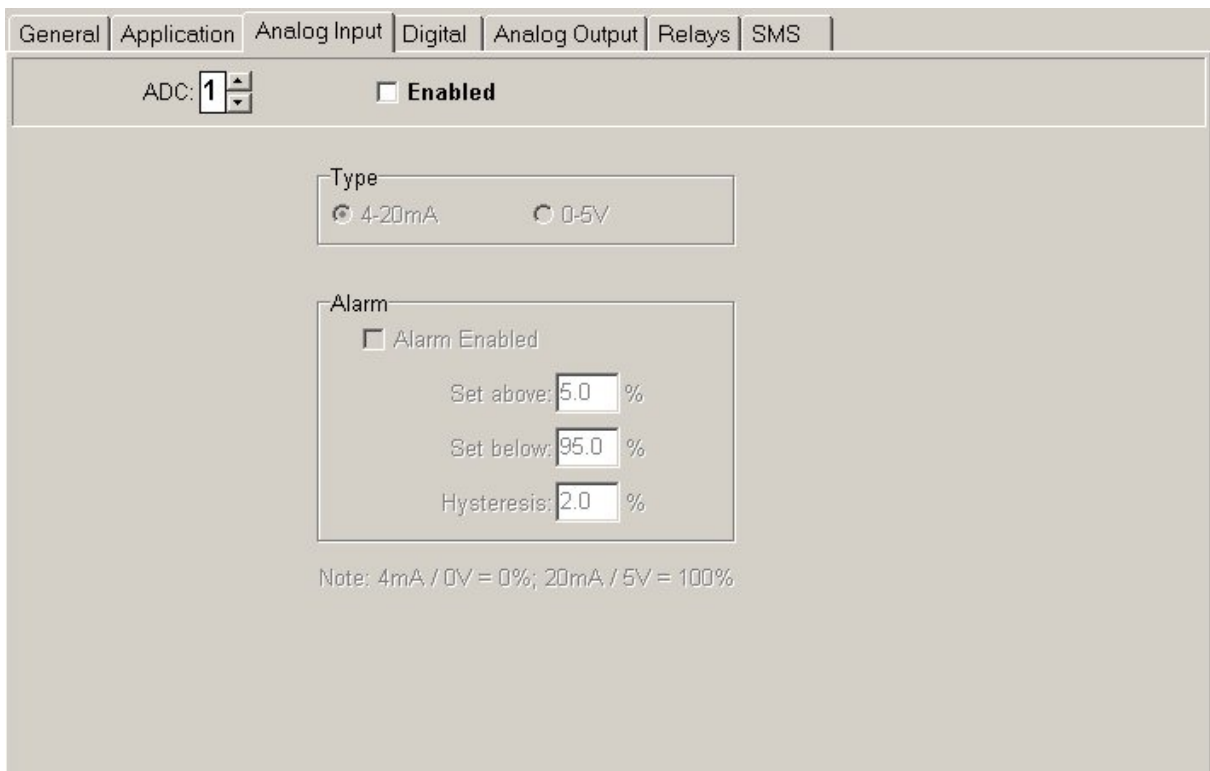 General Application Analog Input Digital Analog Output Relays SMS
ADC: 1 Enabled
Type
4-20mA 0-5V
Alarm
Alarm Enabled
Set above: 5.0 %
Set below: 95.0 %
Hysteresis: 2.0 %
Note: 4mA / 0V = 0%; 20mA / 5V = 100%